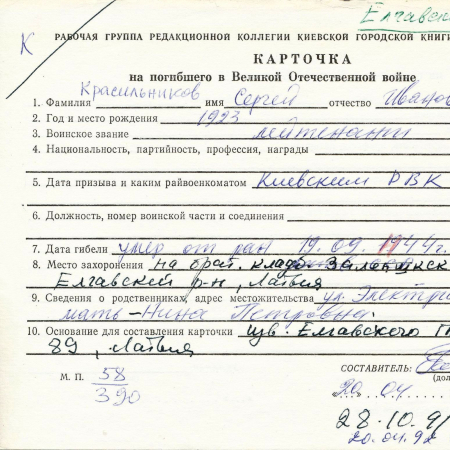 Елгавск
К
РАБОЧАЯ ГРУППА РЕДАКЦИОННОЙ КОЛЛЕГИИ КИЕВСКОЙ ГОРОДСКОЙ КНИГ
КАРТОЧКА
на погибшего в Великой Отечественной войне
1. Фамилия Красильников имя Сергей отчество Иванов
2. Год и место рождения 1923
3. Воинское звание лейтенант
4. Национальность, партийность, профессия, награды
5. Дата призыва и каким райвоенкоматом Киевским РВК
6. Должность, номер воинской части и соединения
7. Дата гибели умер от ран 19.09.1944г.
8. Место захоронения на брат. кладб.
Елгавский р-н, Латвия
9. Сведения о родственниках, адрес местожительства ул. Электри
мать – Нина Петровна.
10. Основание для составления карточки изв. Елгавского ГВ
89, Латвия
М. П. 58
390
СОСТАВИТЕЛЬ:
(дол
20.04
28.10.91
20.04.92